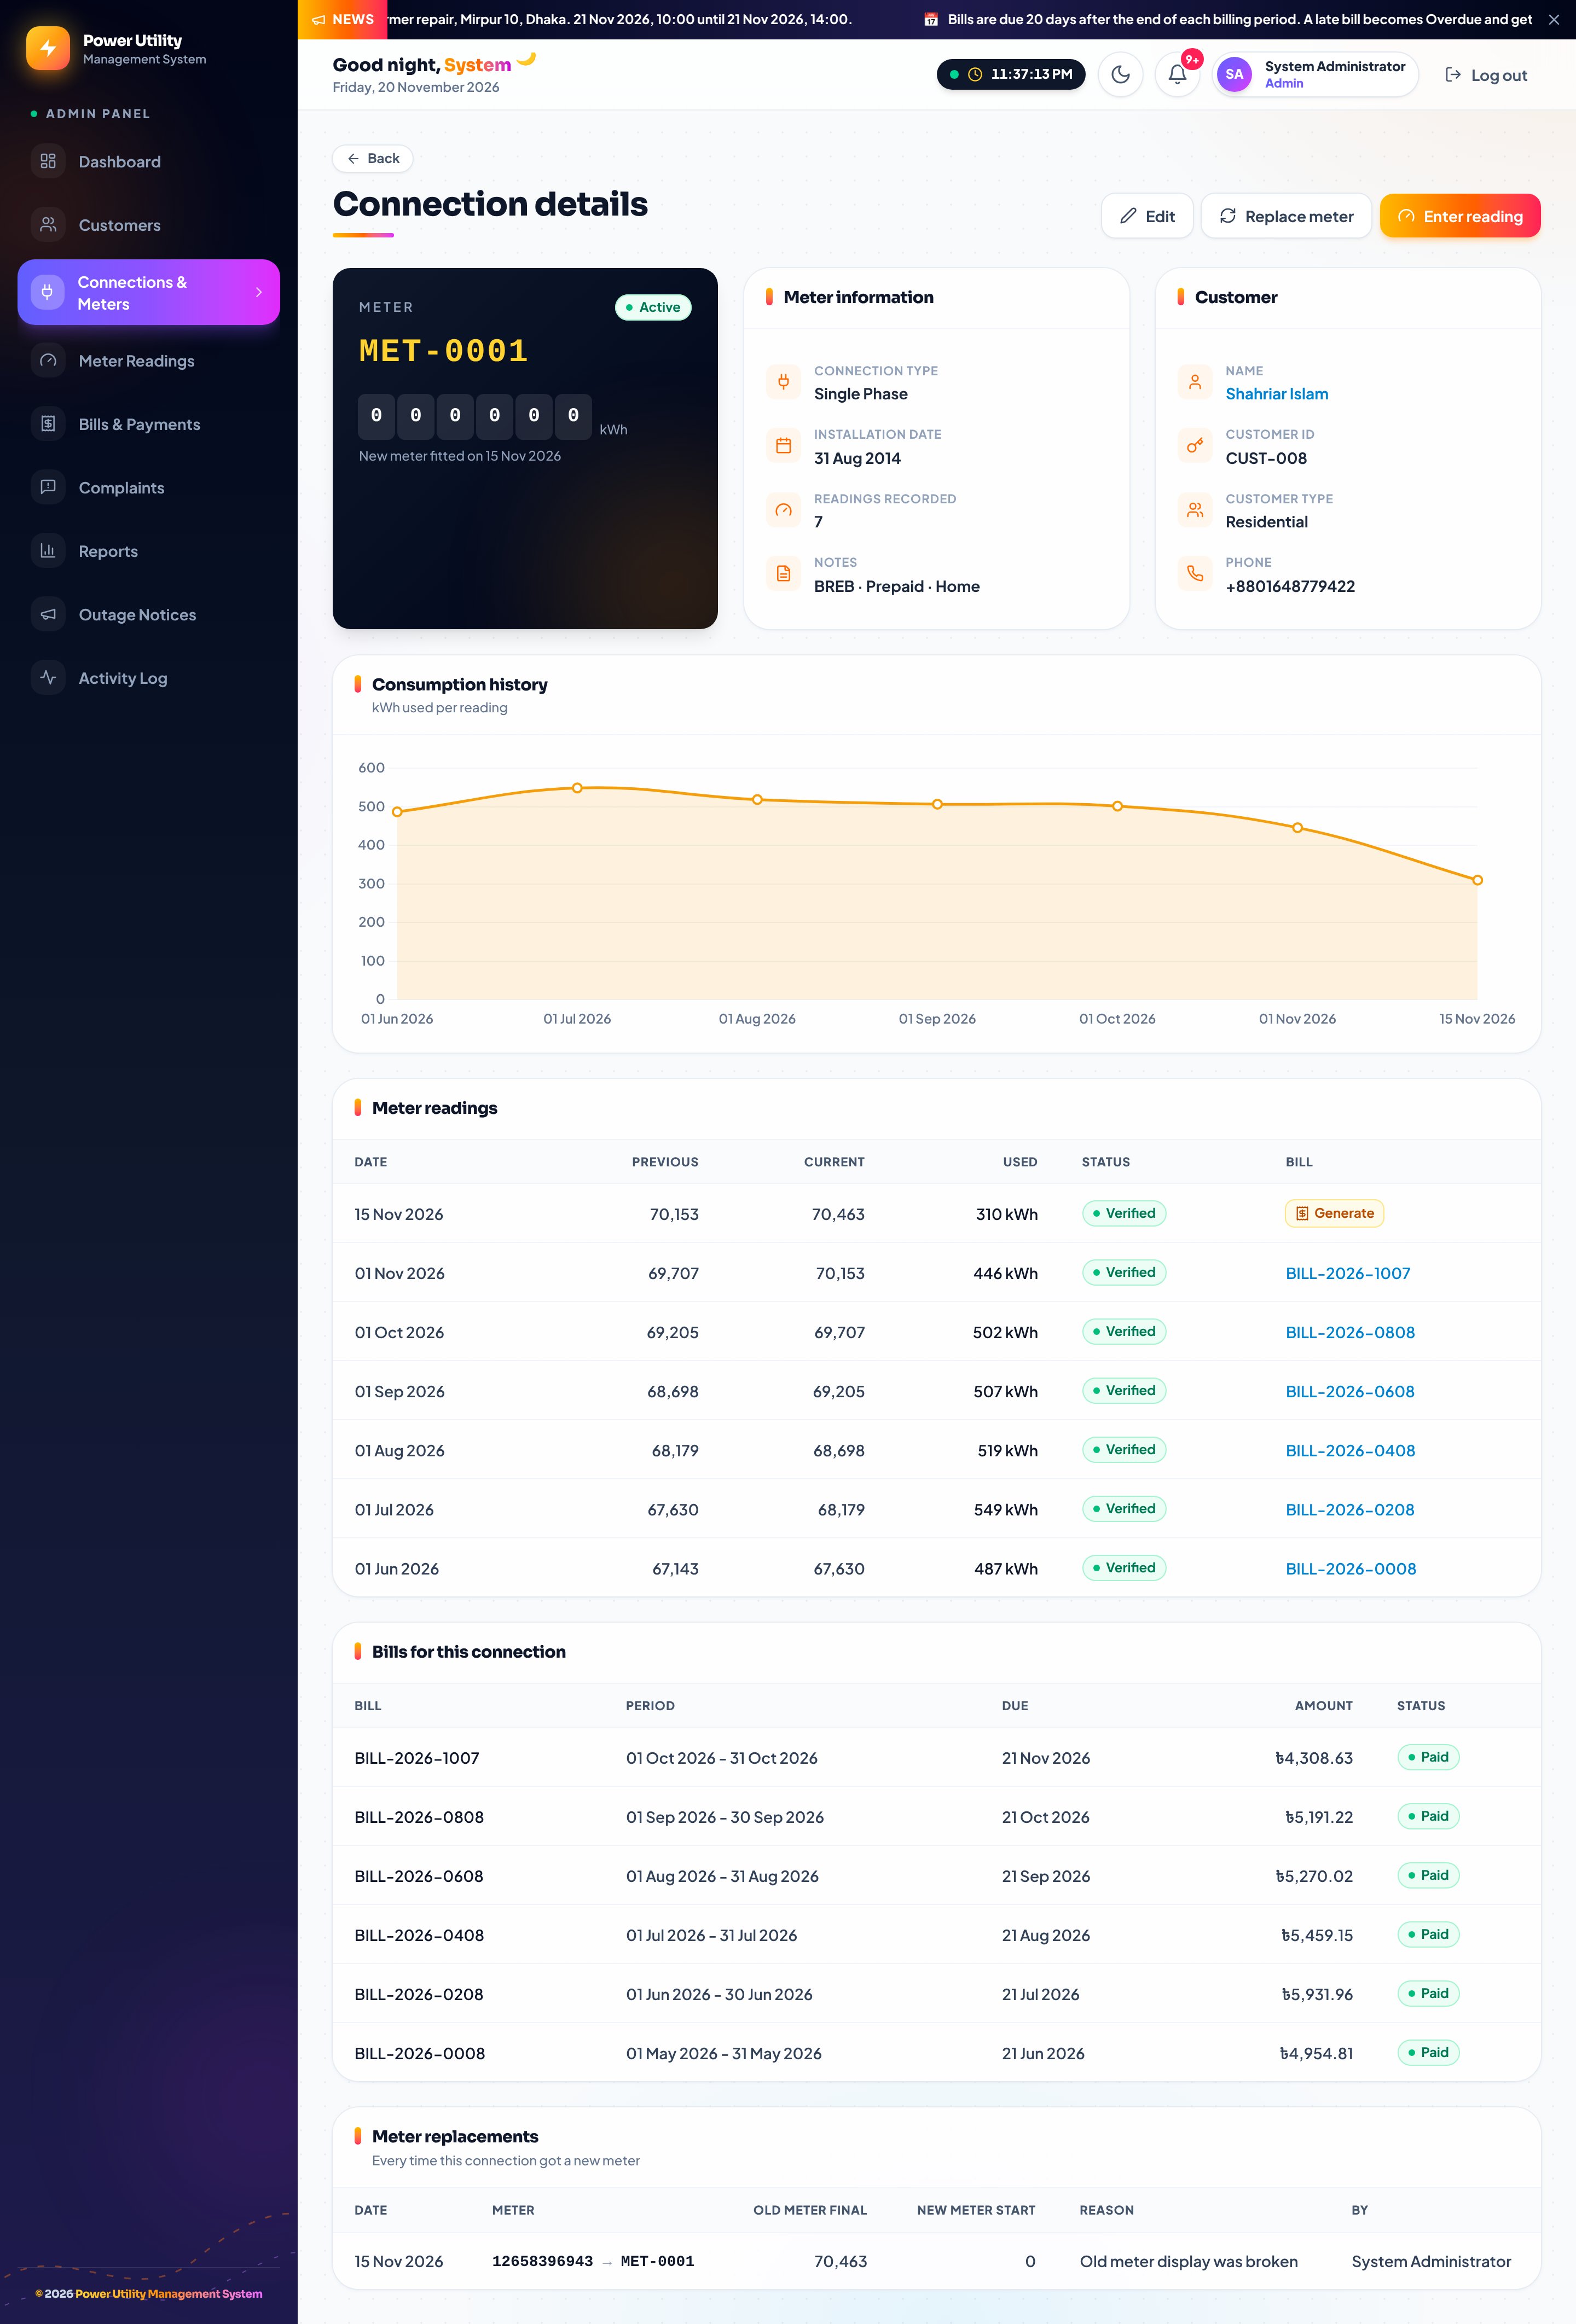 Power Utility
Management System
ADMIN PANEL
Dashboard
Customers
Connections &
Meters
Meter Readings
Bills & Payments
Complaints
Reports
Outage Notices
Activity Log
© 2026 Power Utility Management System
NEWS
rmer repair, Mirpur 10, Dhaka. 21 Nov 2026, 10:00 until 21 Nov 2026, 14:00.
Bills are due 20 days after the end of each billing period. A late bill becomes Overdue and get
Good night, System
Friday, 20 November 2026
11:37:13 PM
9+
SA
System Administrator
Admin
Log out
Back
Connection details
Edit
Replace meter
Enter reading
METER
Active
MET-0001
0 0 0 0 0 0 kWh
New meter fitted on 15 Nov 2026
Meter information
CONNECTION TYPE
Single Phase
INSTALLATION DATE
31 Aug 2014
READINGS RECORDED
7
NOTES
BREB · Prepaid · Home
Customer
NAME
Shahriar Islam
CUSTOMER ID
CUST-008
CUSTOMER TYPE
Residential
PHONE
+8801648779422
Consumption history
kWh used per reading
600
500
400
300
200
100
0
01 Jun 2026 01 Jul 2026 01 Aug 2026 01 Sep 2026 01 Oct 2026 01 Nov 2026 15 Nov 2026
Meter readings
DATE PREVIOUS CURRENT USED STATUS BILL
15 Nov 2026 70,153 70,463 310 kWh Verified Generate
01 Nov 2026 69,707 70,153 446 kWh Verified BILL-2026-1007
01 Oct 2026 69,205 69,707 502 kWh Verified BILL-2026-0808
01 Sep 2026 68,698 69,205 507 kWh Verified BILL-2026-0608
01 Aug 2026 68,179 68,698 519 kWh Verified BILL-2026-0408
01 Jul 2026 67,630 68,179 549 kWh Verified BILL-2026-0208
01 Jun 2026 67,143 67,630 487 kWh Verified BILL-2026-0008
Bills for this connection
BILL PERIOD DUE AMOUNT STATUS
BILL-2026-1007 01 Oct 2026 - 31 Oct 2026 21 Nov 2026 ৳4,308.63 Paid
BILL-2026-0808 01 Sep 2026 - 30 Sep 2026 21 Oct 2026 ৳5,191.22 Paid
BILL-2026-0608 01 Aug 2026 - 31 Aug 2026 21 Sep 2026 ৳5,270.02 Paid
BILL-2026-0408 01 Jul 2026 - 31 Jul 2026 21 Aug 2026 ৳5,459.15 Paid
BILL-2026-0208 01 Jun 2026 - 30 Jun 2026 21 Jul 2026 ৳5,931.96 Paid
BILL-2026-0008 01 May 2026 - 31 May 2026 21 Jun 2026 ৳4,954.81 Paid
Meter replacements
Every time this connection got a new meter
DATE METER OLD METER FINAL NEW METER START REASON BY
15 Nov 2026 12658396943 → MET-0001 70,463 0 Old meter display was broken System Administrator